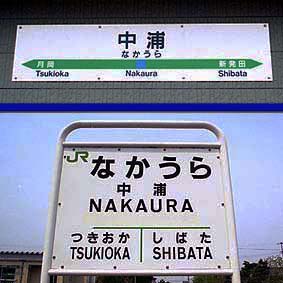 中浦
なかうら
月岡 新発田
Tsukioka Nakaura Shibata
JR なかうら
中浦
NAKAURA
つきおか しばた
TSUKIOKA SHIBATA